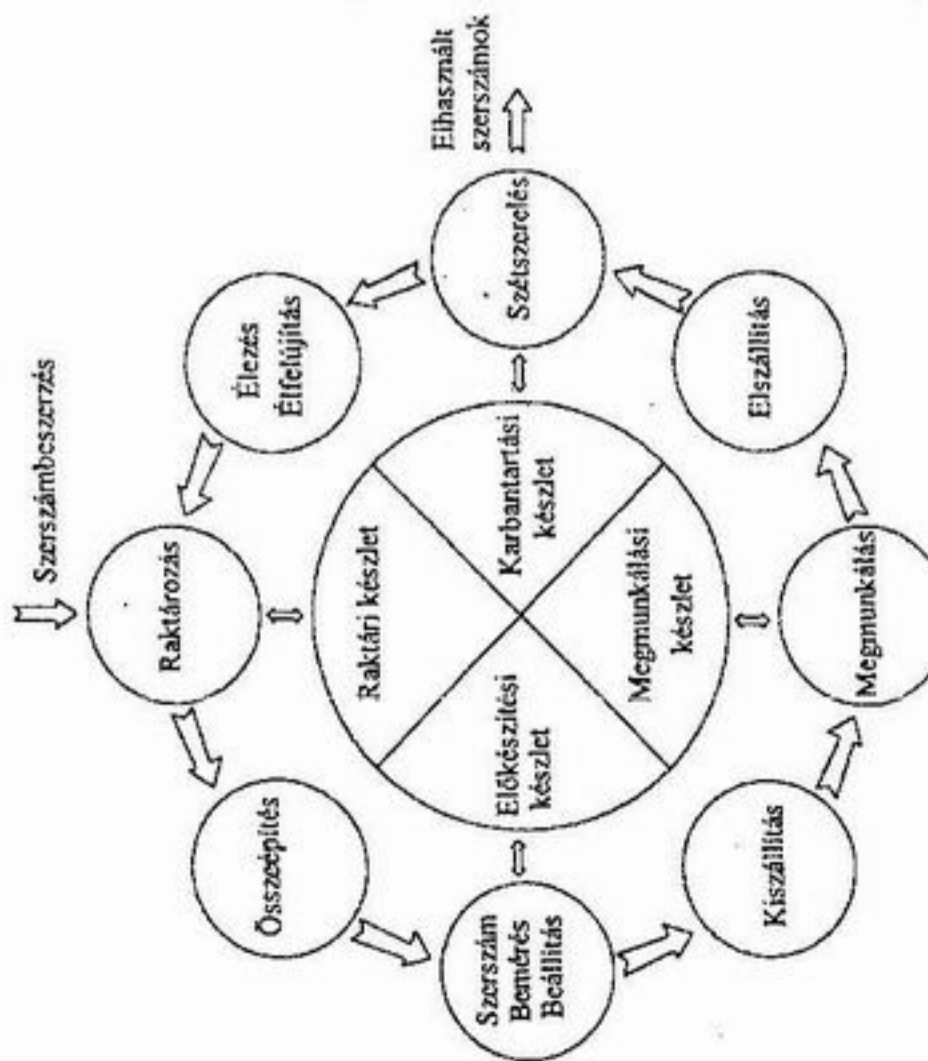 Szerszámbeszerzés
Raktározás
Összeépítés
Élezés
Élfelújítás
Raktári készlet
Elhasznált
szerszámok
Szerszám
Bemérés
Beállítás
Előkészítési
készlet
Karbantartási
készlet
Szétszerelés
Megmunkálási
készlet
Kiszállítás
Elszállítás
Megmunkálás